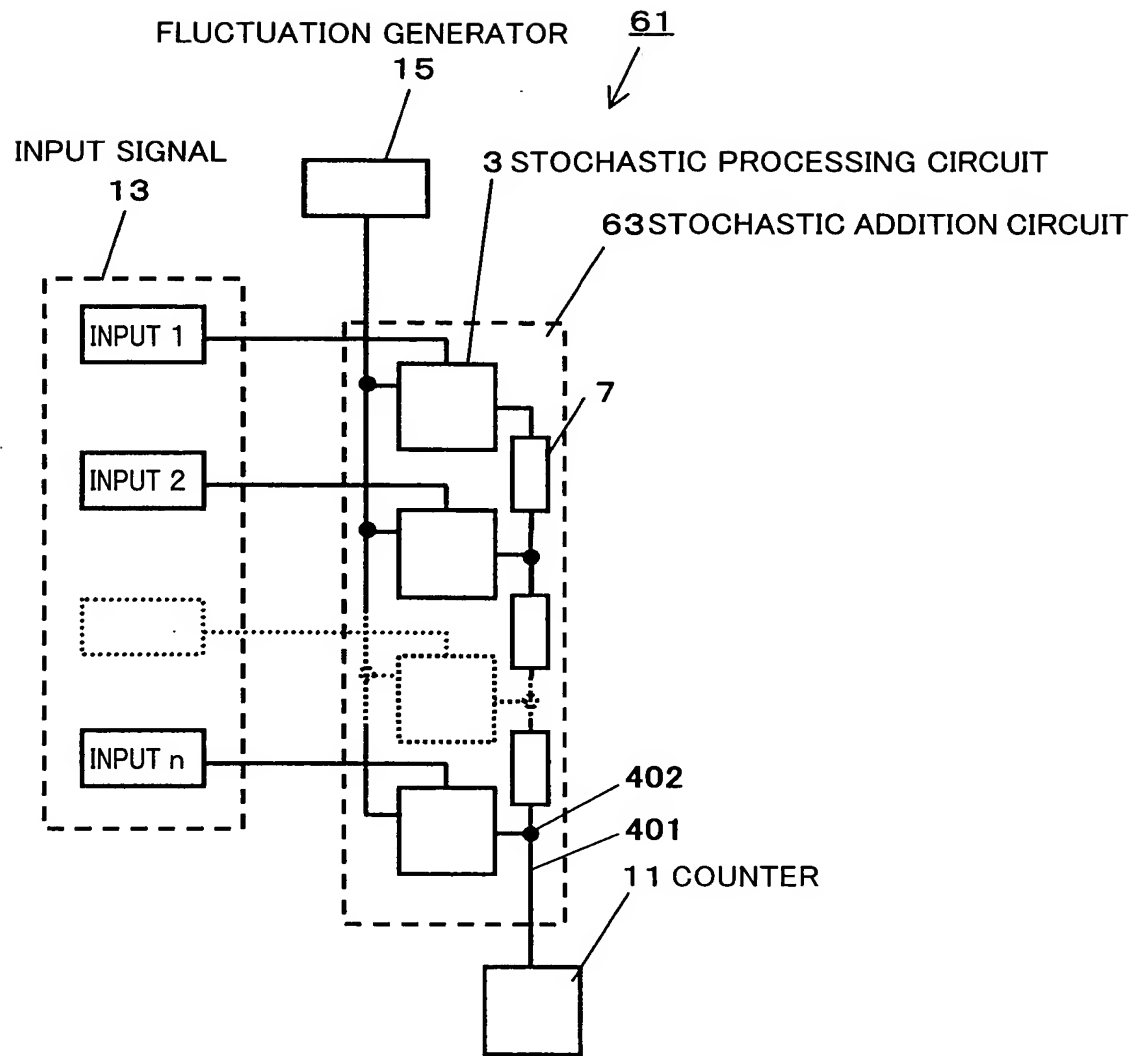 61
FLUCTUATION GENERATOR
15
INPUT SIGNAL
13
3 STOCHASTIC PROCESSING CIRCUIT
63 STOCHASTIC ADDITION CIRCUIT
INPUT 1
7
INPUT 2
INPUT n
402
401
11 COUNTER